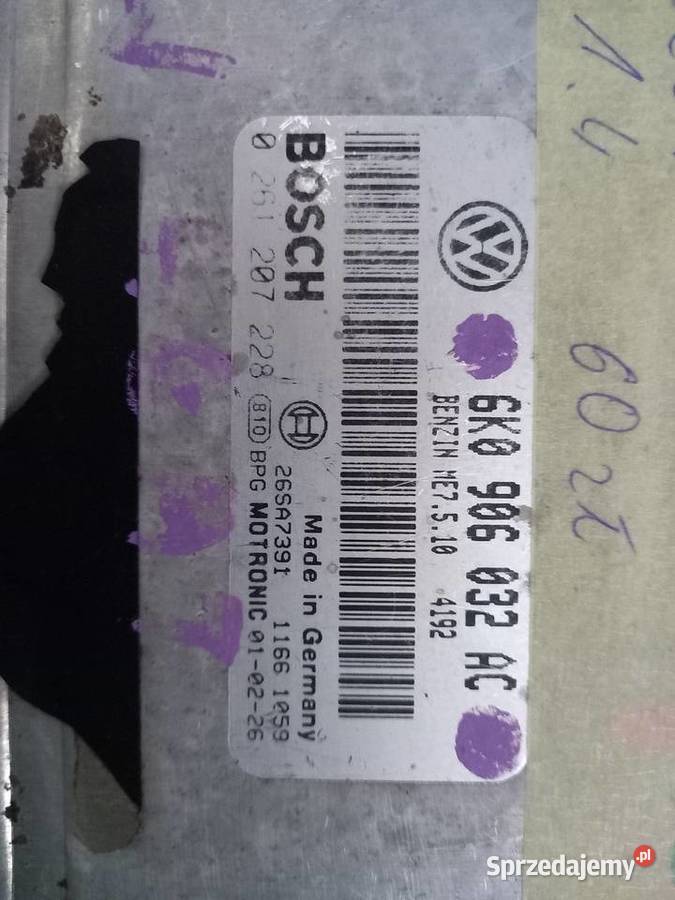 6K0 906 032 AC
BENZIN ME7.5.10 4192
BOSCH
Made in Germany
26SA7391 1166 1059
0 261 207 228 810 BPG MOTRONIC 01-02-26
1.4
60 zł
Sprzedajemy.pl